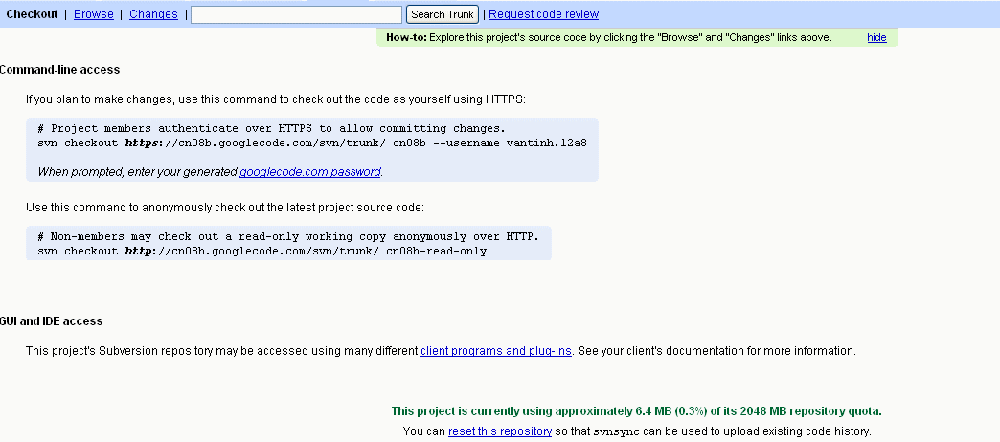 Checkout | Browse | Changes | Search Trunk | Request code review
How-to: Explore this project's source code by clicking the "Browse" and "Changes" links above. hide
Command-line access
If you plan to make changes, use this command to check out the code as yourself using HTTPS:
# Project members authenticate over HTTPS to allow committing changes.
svn checkout https://cn08b.googlecode.com/svn/trunk/ cn08b --username vantinh.12a8
When prompted, enter your generated googlecode.com password.
Use this command to anonymously check out the latest project source code:
# Non-members may check out a read-only working copy anonymously over HTTP.
svn checkout http://cn08b.googlecode.com/svn/trunk/ cn08b-read-only
GUI and IDE access
This project's Subversion repository may be accessed using many different client programs and plug-ins. See your client's documentation for more information.
This project is currently using approximately 6.4 MB (0.3%) of its 2048 MB repository quota.
You can reset this repository so that svnsync can be used to upload existing code history.